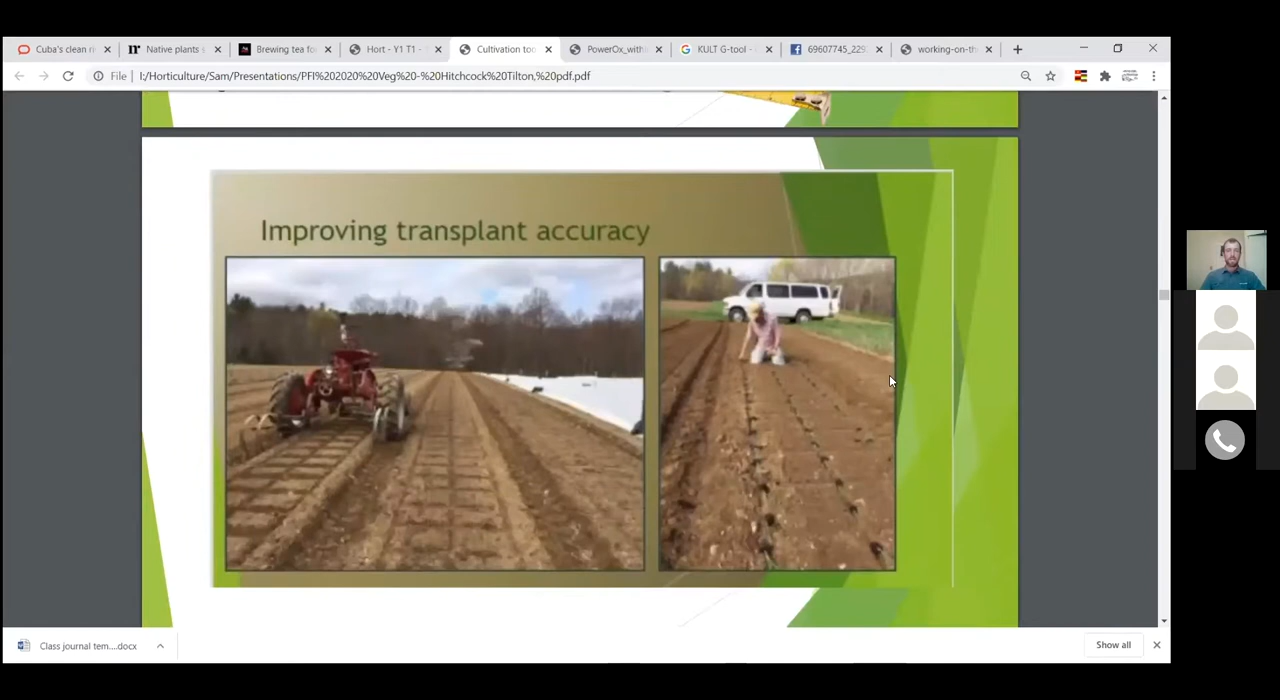 Cuba's clean ri
Native plants
Brewing tea fo
Hort - Y1 T1 -
Cultivation too
PowerOx_with
KULT G-tool -
69607745_229
working-on-th
File
I:/Horticulture/Sam/Presentations/PFI%202020%20Veg%20-%20Hitchcock%20Tilton,%20pdf.pdf
Improving transplant accuracy
Class journal tem....docx
Show all